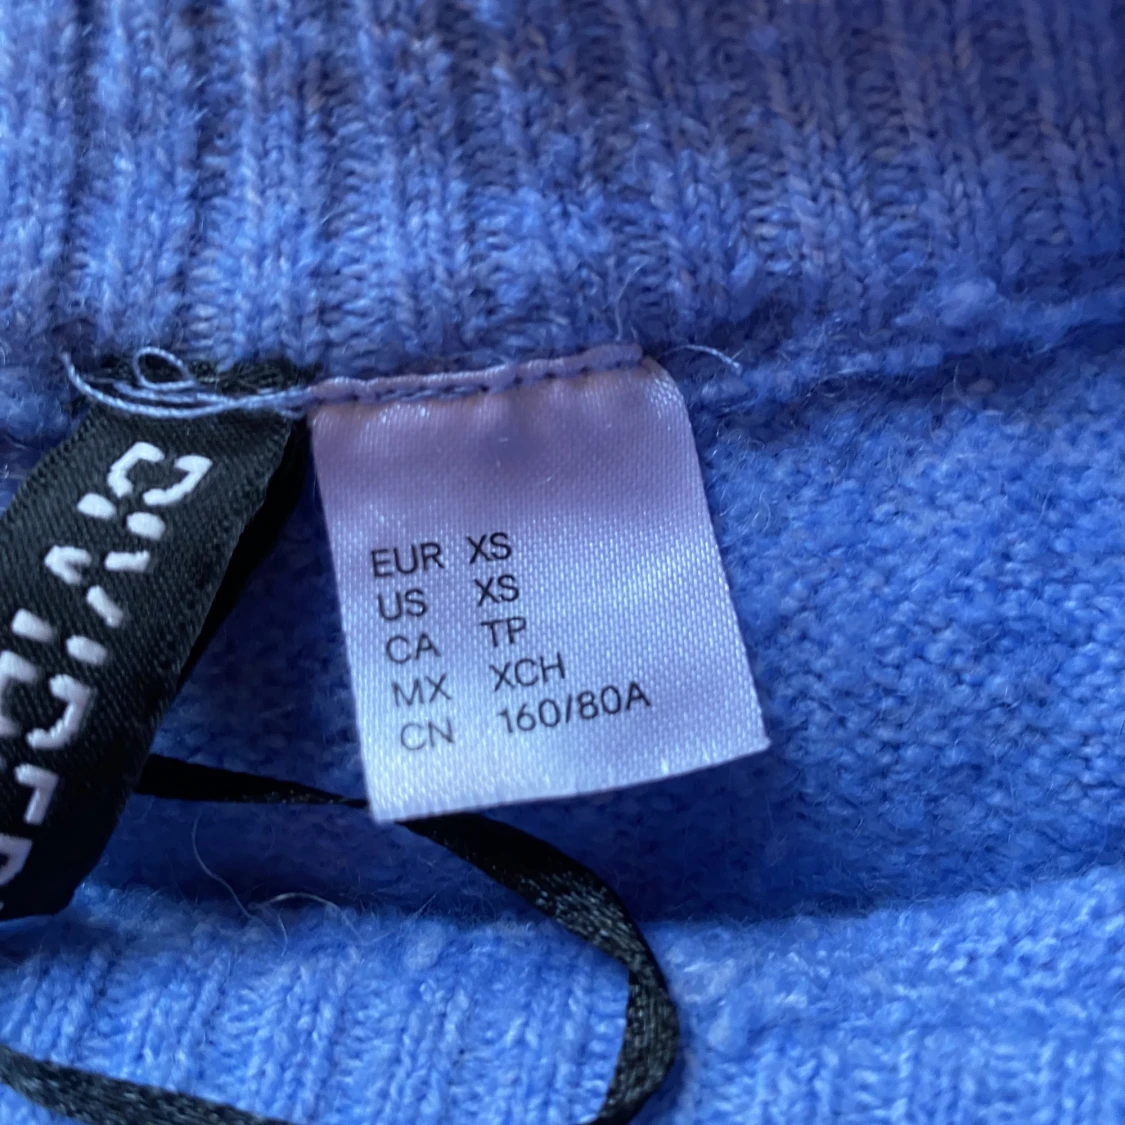 EUR XS
US XS
CA TP
MX XCH
CN 160/80A